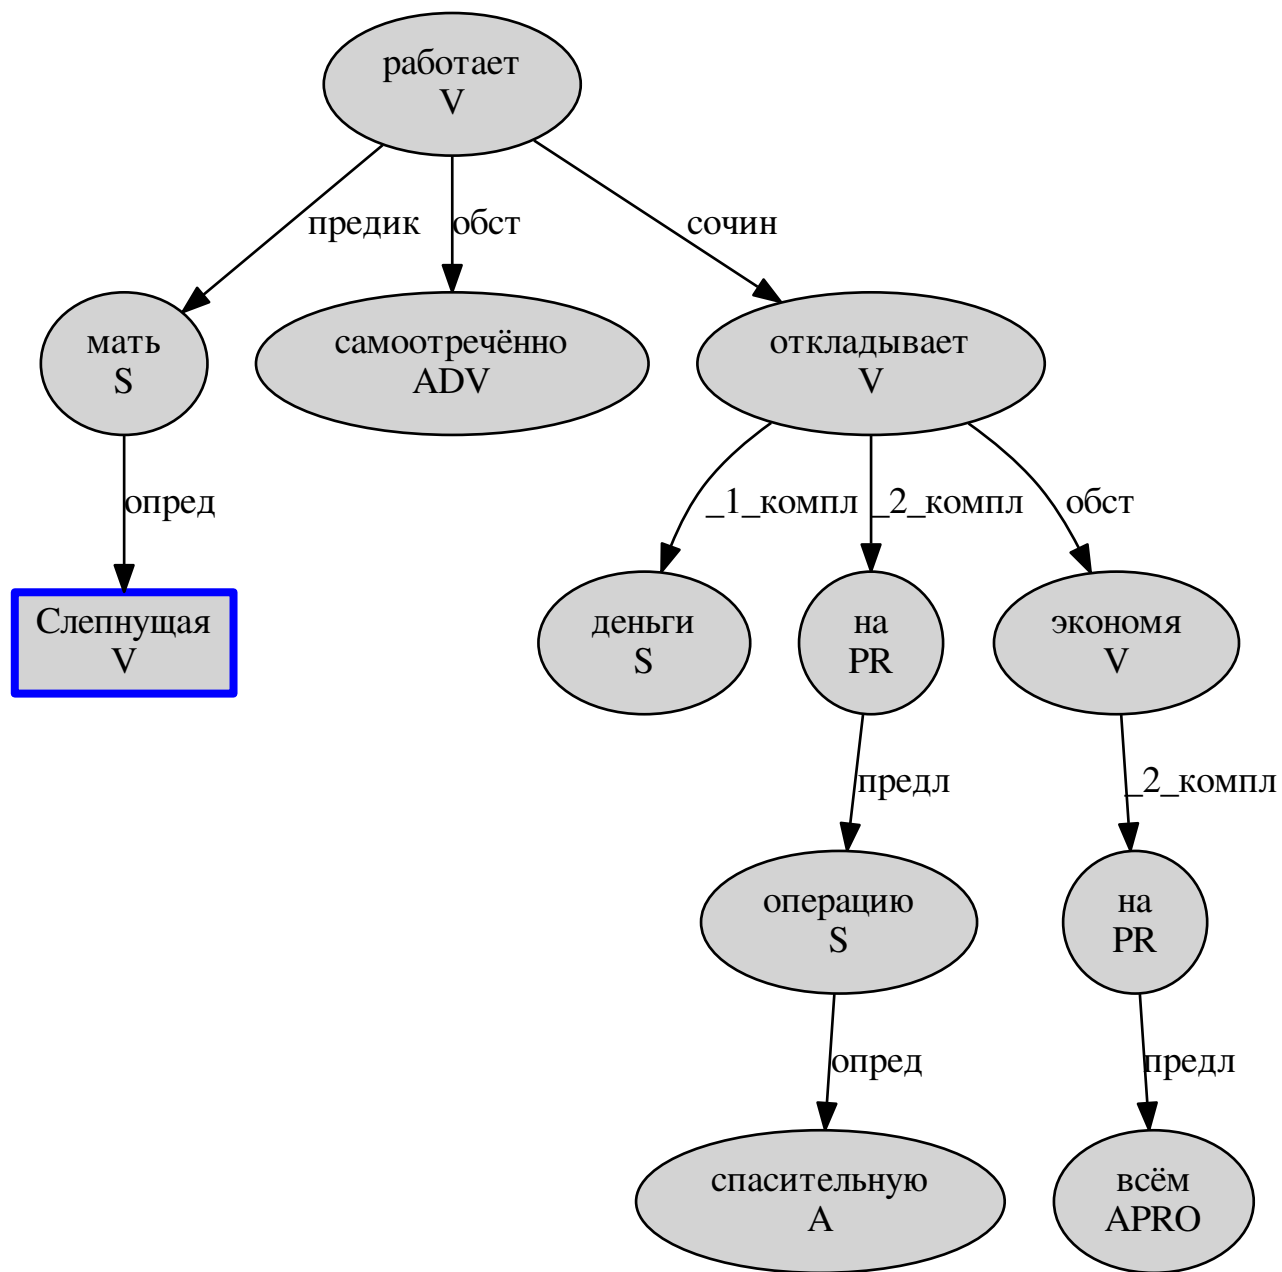 работает
V
предик
обст
сочин
мать
S
самоотречённо
ADV
откладывает
V
опред
_1_компл
_2_компл
обст
Слепнущая
V
деньги
S
на
PR
экономя
V
предл
_2_компл
операцию
S
на
PR
опред
предл
спасительную
A
всём
APRO